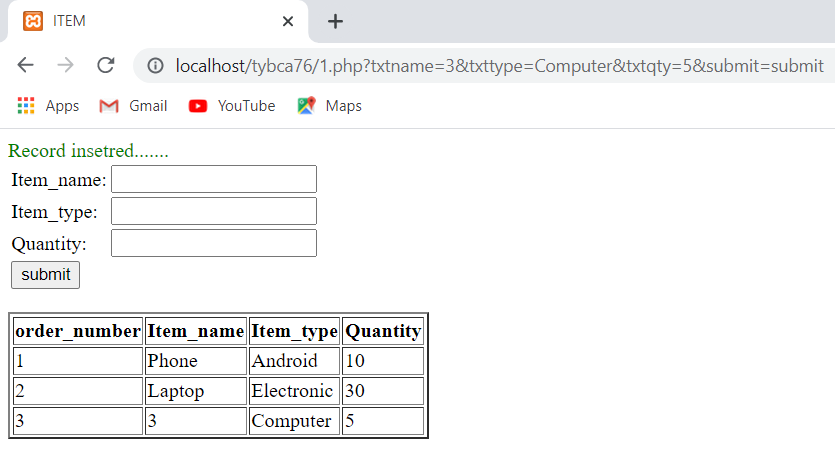 ITEM
localhost/tybca76/1.php?txtname=3&txttype=Computer&txtqty=5&submit=submit
Apps Gmail YouTube Maps
Record insetred.......
Item_name:
Item_type:
Quantity:
submit
order_number Item_name Item_type Quantity
1 Phone Android 10
2 Laptop Electronic 30
3 3 Computer 5